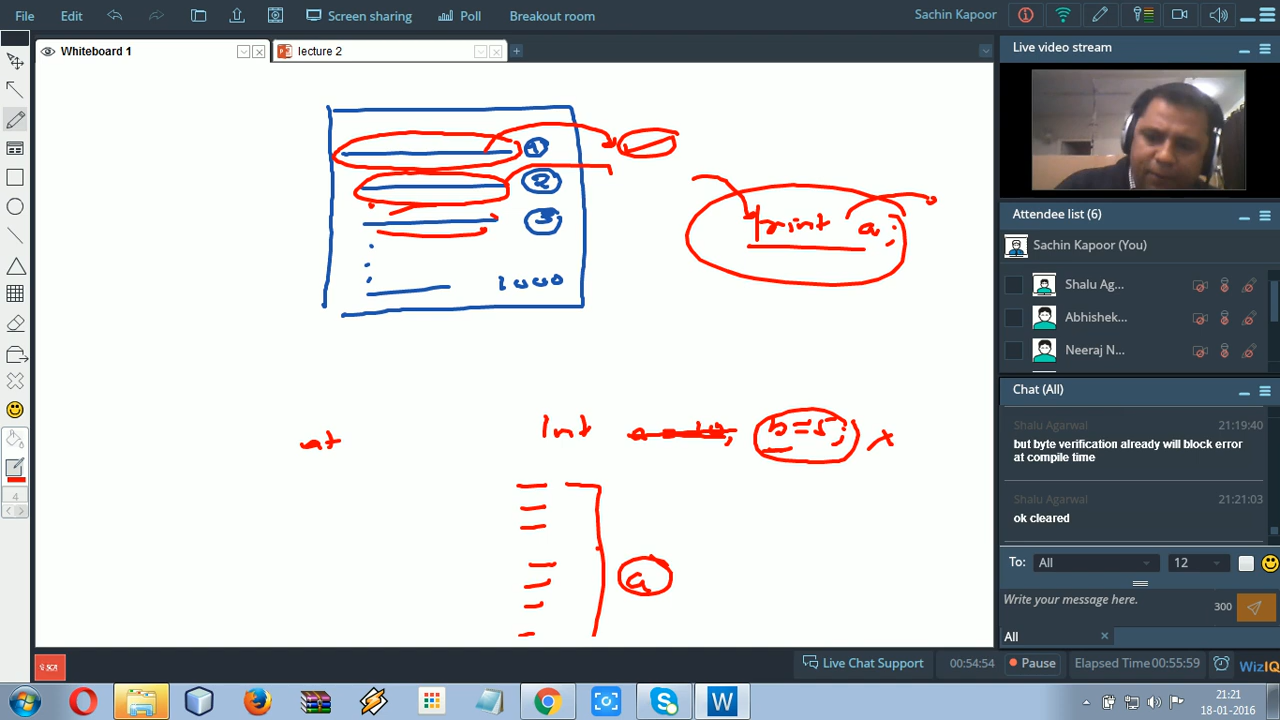 File Edit Screen sharing Poll Breakout room Sachin Kapoor
Whiteboard 1
lecture 2
Live video stream
1
2
3
1000
print a;
Int b=5; x
at
a
Attendee list (6)
Sachin Kapoor (You)
Shalu Ag...
Abhishek...
Neeraj N...
Chat (All)
Shalu Agarwal 21:19:40
but byte verification already will block error
at compile time
Shalu Agarwal 21:21:03
ok cleared
To: All 12
Write your message here. 300
All
4
Live Chat Support 00:54:54 Pause Elapsed Time 00:55:59 WizIQ
21:21
18-01-2016